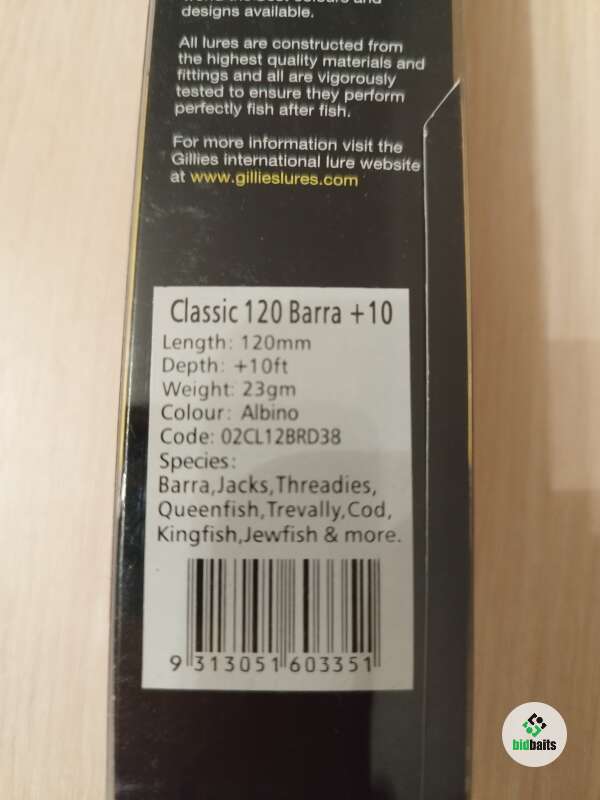 designs available.
All lures are constructed from
the highest quality materials and
fittings and all are vigorously
tested to ensure they perform
perfectly fish after fish.
For more information visit the
Gillies international lure website
at www.gillieslures.com
Classic 120 Barra +10
Length: 120mm
Depth: +10ft
Weight: 23gm
Colour: Albino
Code: 02CL12BRD38
Species:
Barra,Jacks,Threadies,
Queenfish,Trevally,Cod,
Kingfish,Jewfish & more.
9 313051 603351
bidbaits